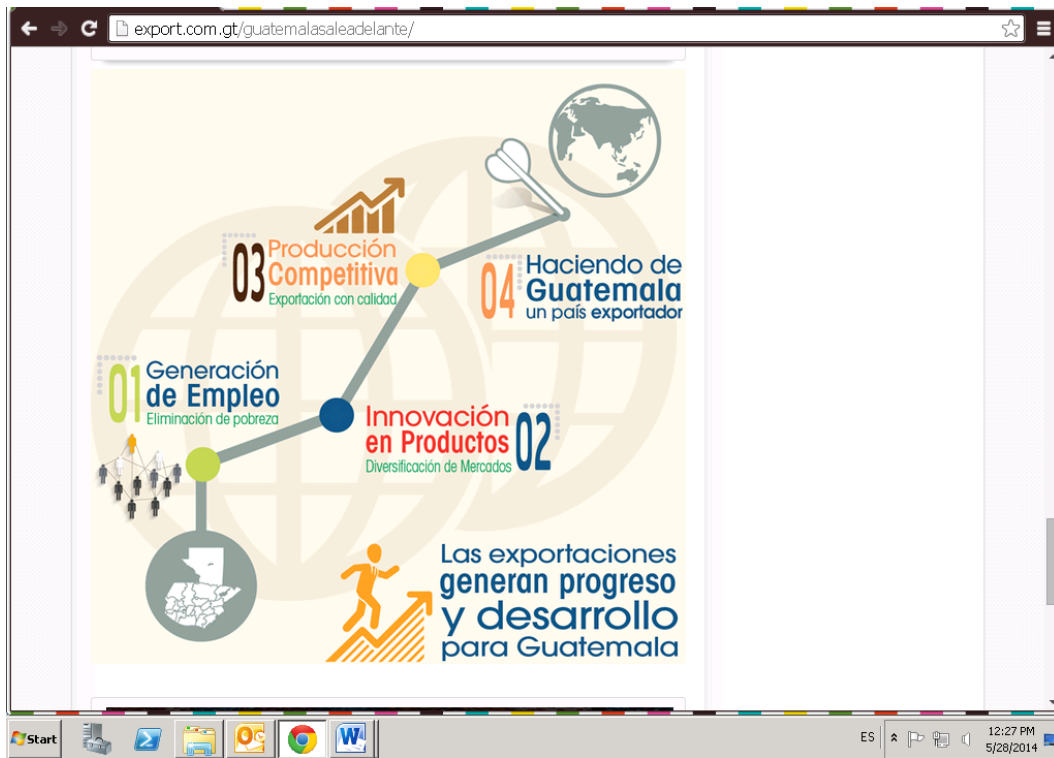 export.com.gt/guatemalasaleadelante/
03 Producción
Competitiva
Exportación con calidad
04 Haciendo de
Guatemala
un país exportador
01 Generación
de Empleo
Eliminación de pobreza
Innovación
en Productos
Diversificación de Mercados
02
Las exportaciones
generan progreso
y desarrollo
para Guatemala
Start
ES
12:27 PM
5/28/2014